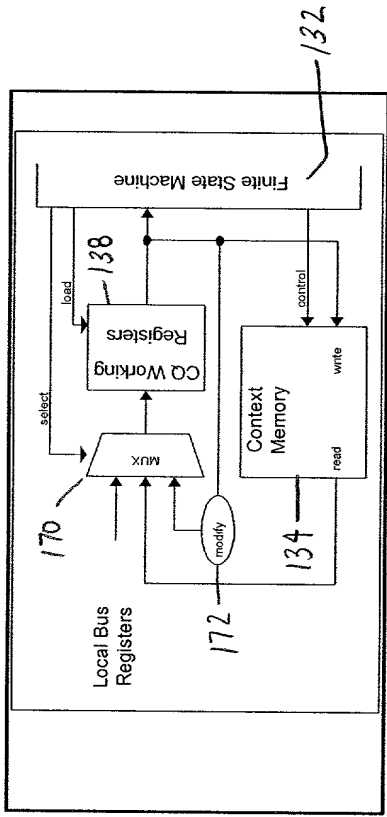 Local Bus
Registers
170
select
load
MUX
CQ Working
Registers
138
Finite State Machine
132
modify
172
134
Context
Memory
read
write
control